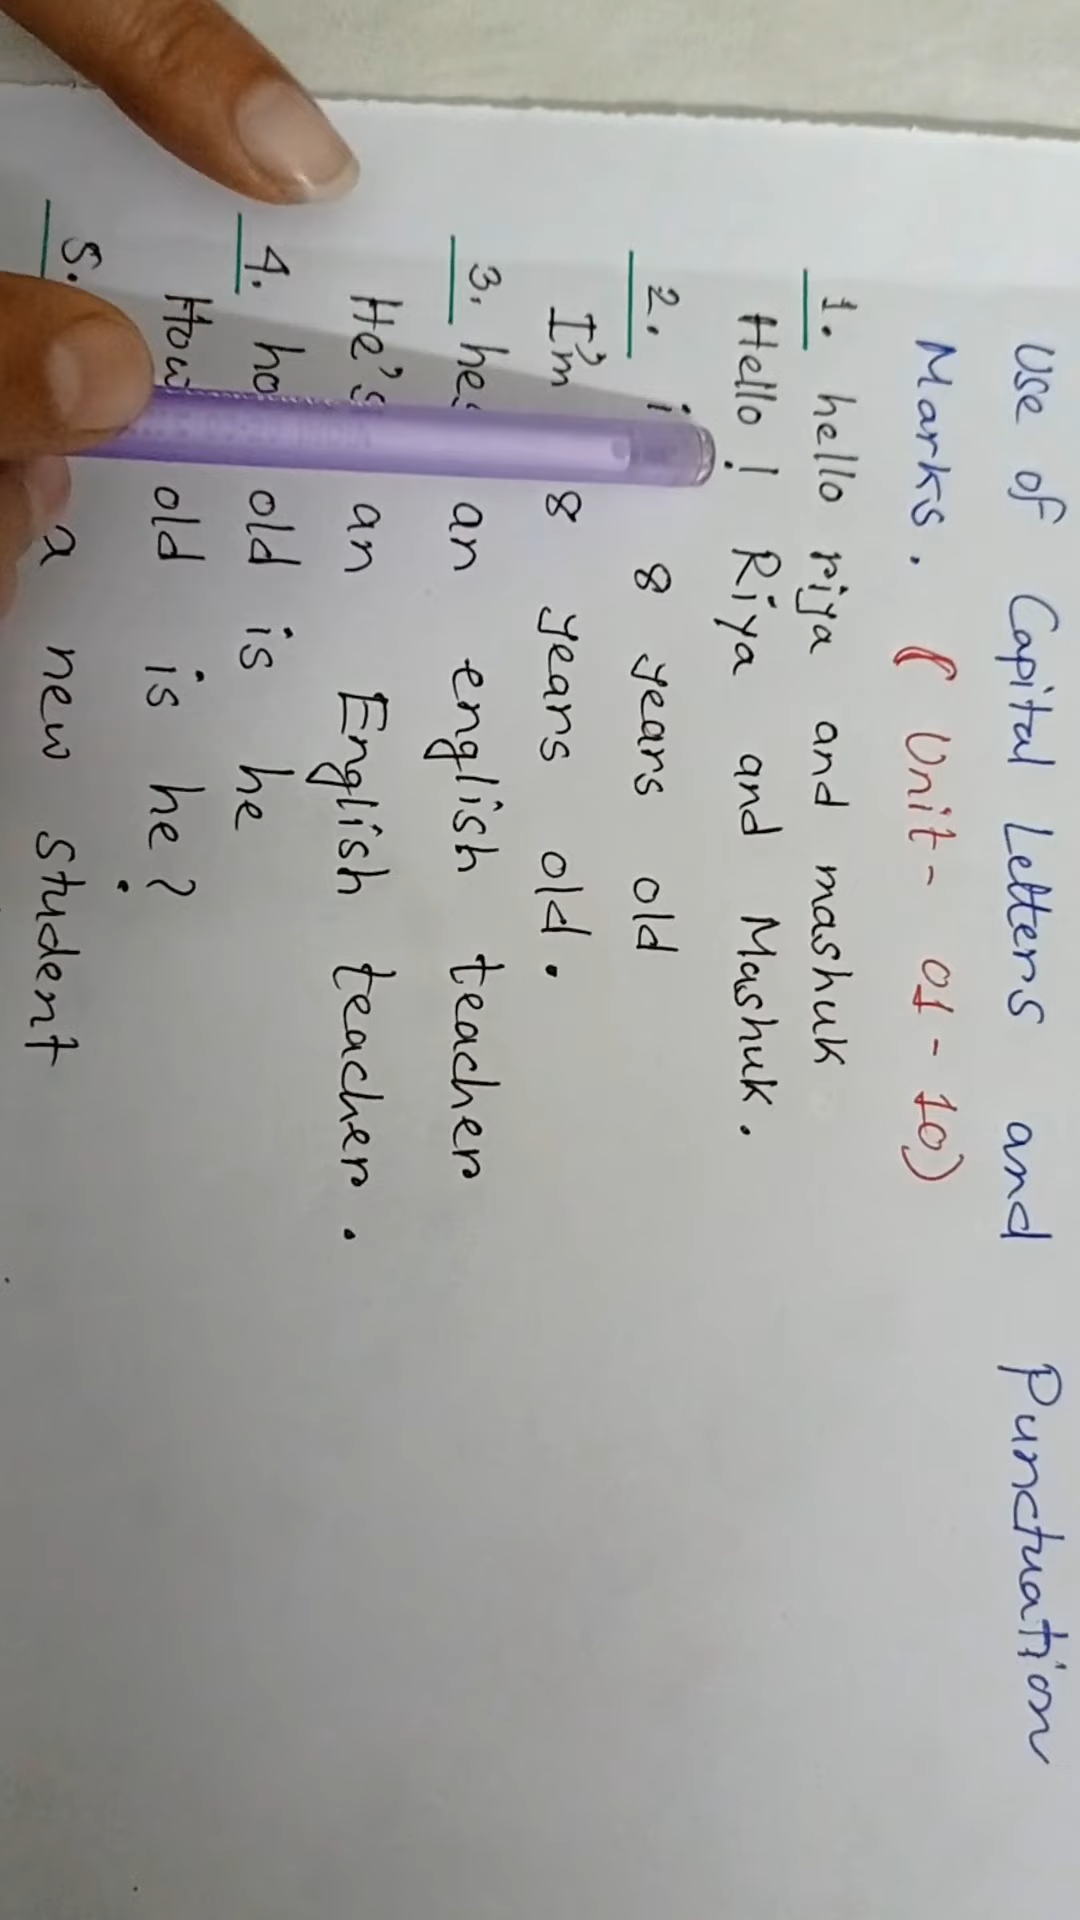 Use of Capital Letters and Punctuation
Marks. ( Unit - 01 - 10)
1. hello riya and mashuk
Hello! Riya and Mashuk.
2. 8 years old
I'm 8 years old.
3. an english teacher
He's an English teacher.
4. old is he
How old is he?
5. a new student